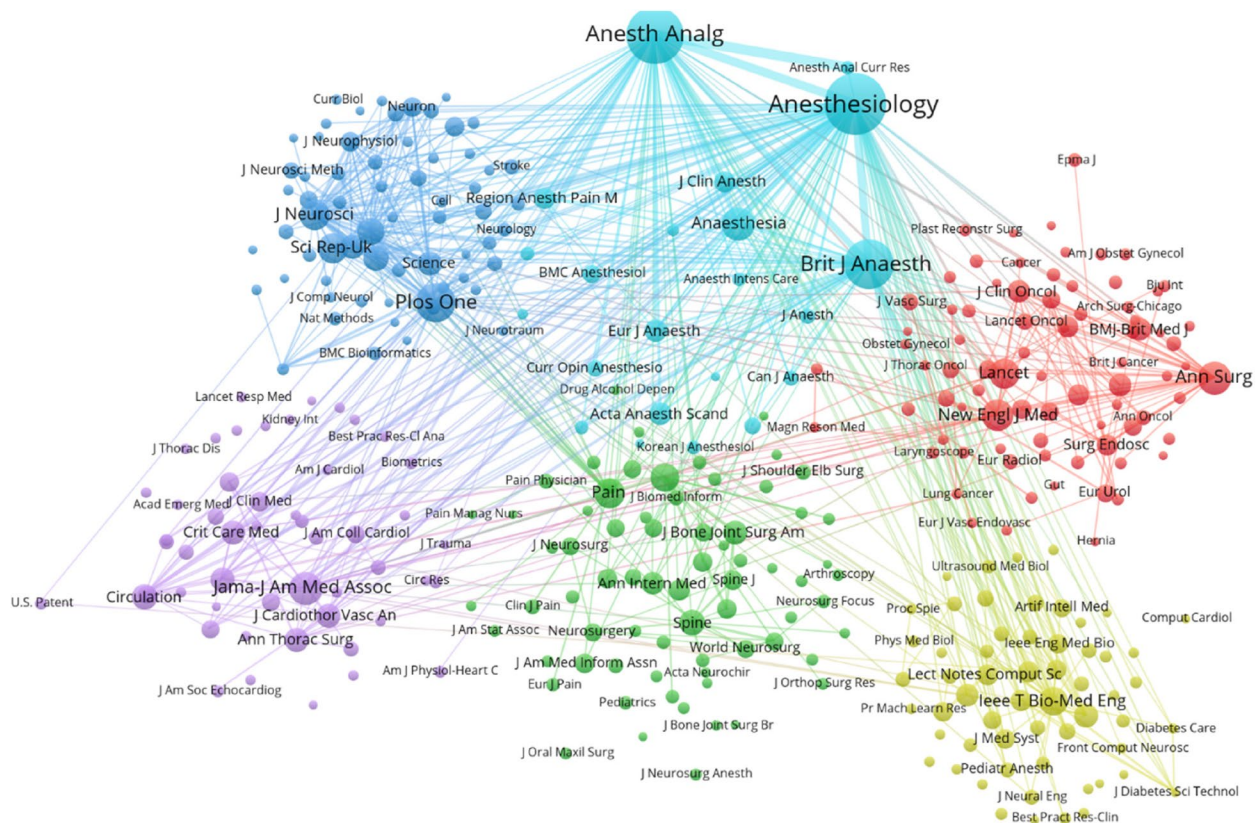 Anesth Analg
Anesth Anal Curr Res
Anesthesiology
Curr Biol
Neuron
J Neurophysiol
Epma J
Stroke
J Neurosci Meth
J Clin Anesth
Cell
Region Anesth Pain M
J Neurosci
Anaesthesia
Neurology
Plast Reconstr Surg
Sci Rep-Uk
Am J Obstet Gynecol
Science
Brit J Anaesth
Cancer
BMC Anesthesiol
Anaesth Intens Care
Bju Int
J Clin Oncol
J Comp Neurol
Plos One
J Vasc Surg
Arch Surg-Chicago
Nat Methods
J Anesth
Lancet Oncol
J Neurotraum
Eur J Anaesth
BMJ-Brit Med J
Obstet Gynecol
BMC Bioinformatics
Brit J Cancer
Curr Opin Anesthesio
J Thorac Oncol
Lancet
Can J Anaesth
Ann Surg
Drug Alcohol Depen
Lancet Resp Med
Acta Anaesth Scand
New Engl J Med
Ann Oncol
Kidney Int
Magn Reson Med
Best Prac Res-Cl Ana
Korean J Anesthesiol
Surg Endosc
J Thorac Dis
Laryngoscope
Biometrics
Eur Radiol
Am J Cardiol
J Shoulder Elb Surg
Pain Physician
Gut
Pain
J Biomed Inform
Lung Cancer
Eur Urol
J Clin Med
Acad Emerg Med
Pain Manag Nurs
Eur J Vasc Endovasc
Crit Care Med
J Am Coll Cardiol
J Bone Joint Surg Am
Hernia
J Trauma
J Neurosurg
Ultrasound Med Biol
Arthroscopy
Circ Res
Jama-J Am Med Assoc
Ann Intern Med
Spine J
Circulation
U.S. Patent
Neurosurg Focus
Clin J Pain
Proc Spie
Artif Intell Med
J Cardiothor Vasc An
Comput Cardiol
Spine
J Am Stat Assoc
Neurosurgery
Ann Thorac Surg
Phys Med Biol
Ieee Eng Med Bio
World Neurosurg
J Am Med Inform Assn
Am J Physiol-Heart C
Acta Neurochir
Lect Notes Comput Sc
Eur J Pain
J Orthop Surg Res
J Am Soc Echocardiog
Pediatrics
Ieee T Bio-Med Eng
Pr Mach Learn Res
J Bone Joint Surg Br
Diabetes Care
J Med Syst
Front Comput Neurosc
J Oral Maxil Surg
Pediatr Anesth
J Neurosurg Anesth
J Diabetes Sci Technol
J Neural Eng
Best Pract Res-Clin